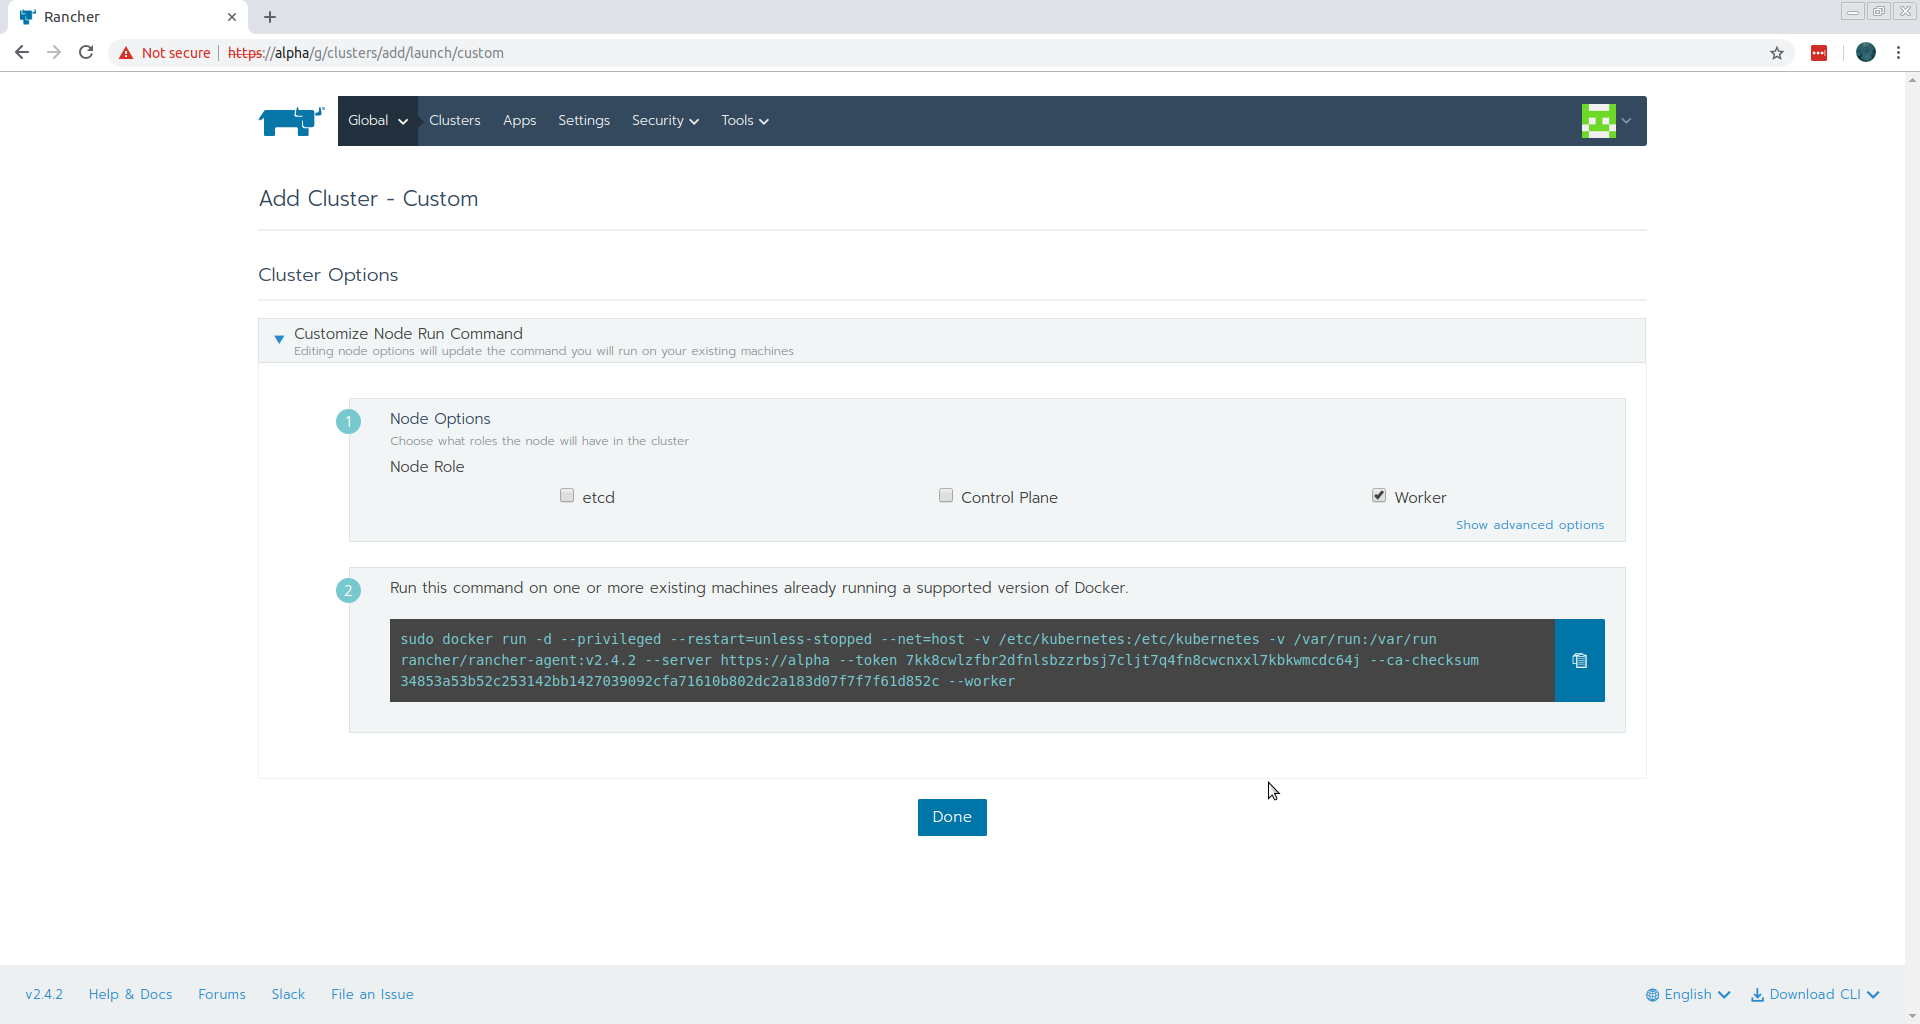 Rancher
Not secure https://alpha/g/clusters/add/launch/custom
Global Clusters Apps Settings Security Tools
Add Cluster - Custom
Cluster Options
Customize Node Run Command
Editing node options will update the command you will run on your existing machines
1 Node Options
Choose what roles the node will have in the cluster
Node Role
etcd Control Plane Worker
Show advanced options
2 Run this command on one or more existing machines already running a supported version of Docker.
sudo docker run -d --privileged --restart=unless-stopped --net=host -v /etc/kubernetes:/etc/kubernetes -v /var/run:/var/run
rancher/rancher-agent:v2.4.2 --server https://alpha --token 7kk8cwlzfbr2dfnlsbzzrbsj7cljt7q4fn8cwcnxxl7kbkwmcdc64j --ca-checksum
34853a53b52c253142bb1427039092cfa71610b802dc2a183d07f7f7f61d852c --worker
Done
v2.4.2 Help & Docs Forums Slack File an Issue English Download CLI